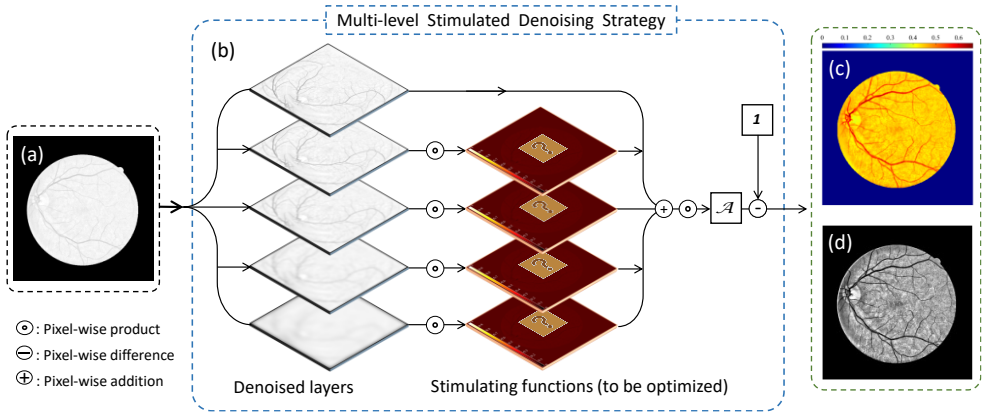 Multi-level Stimulated Denoising Strategy
(a)
(b)
?
?
?
?
1
𝒜
0 0.1 0.2 0.3 0.4 0.5 0.6
(c)
(d)
: Pixel-wise product
: Pixel-wise difference
: Pixel-wise addition
Denoised layers
Stimulating functions (to be optimized)